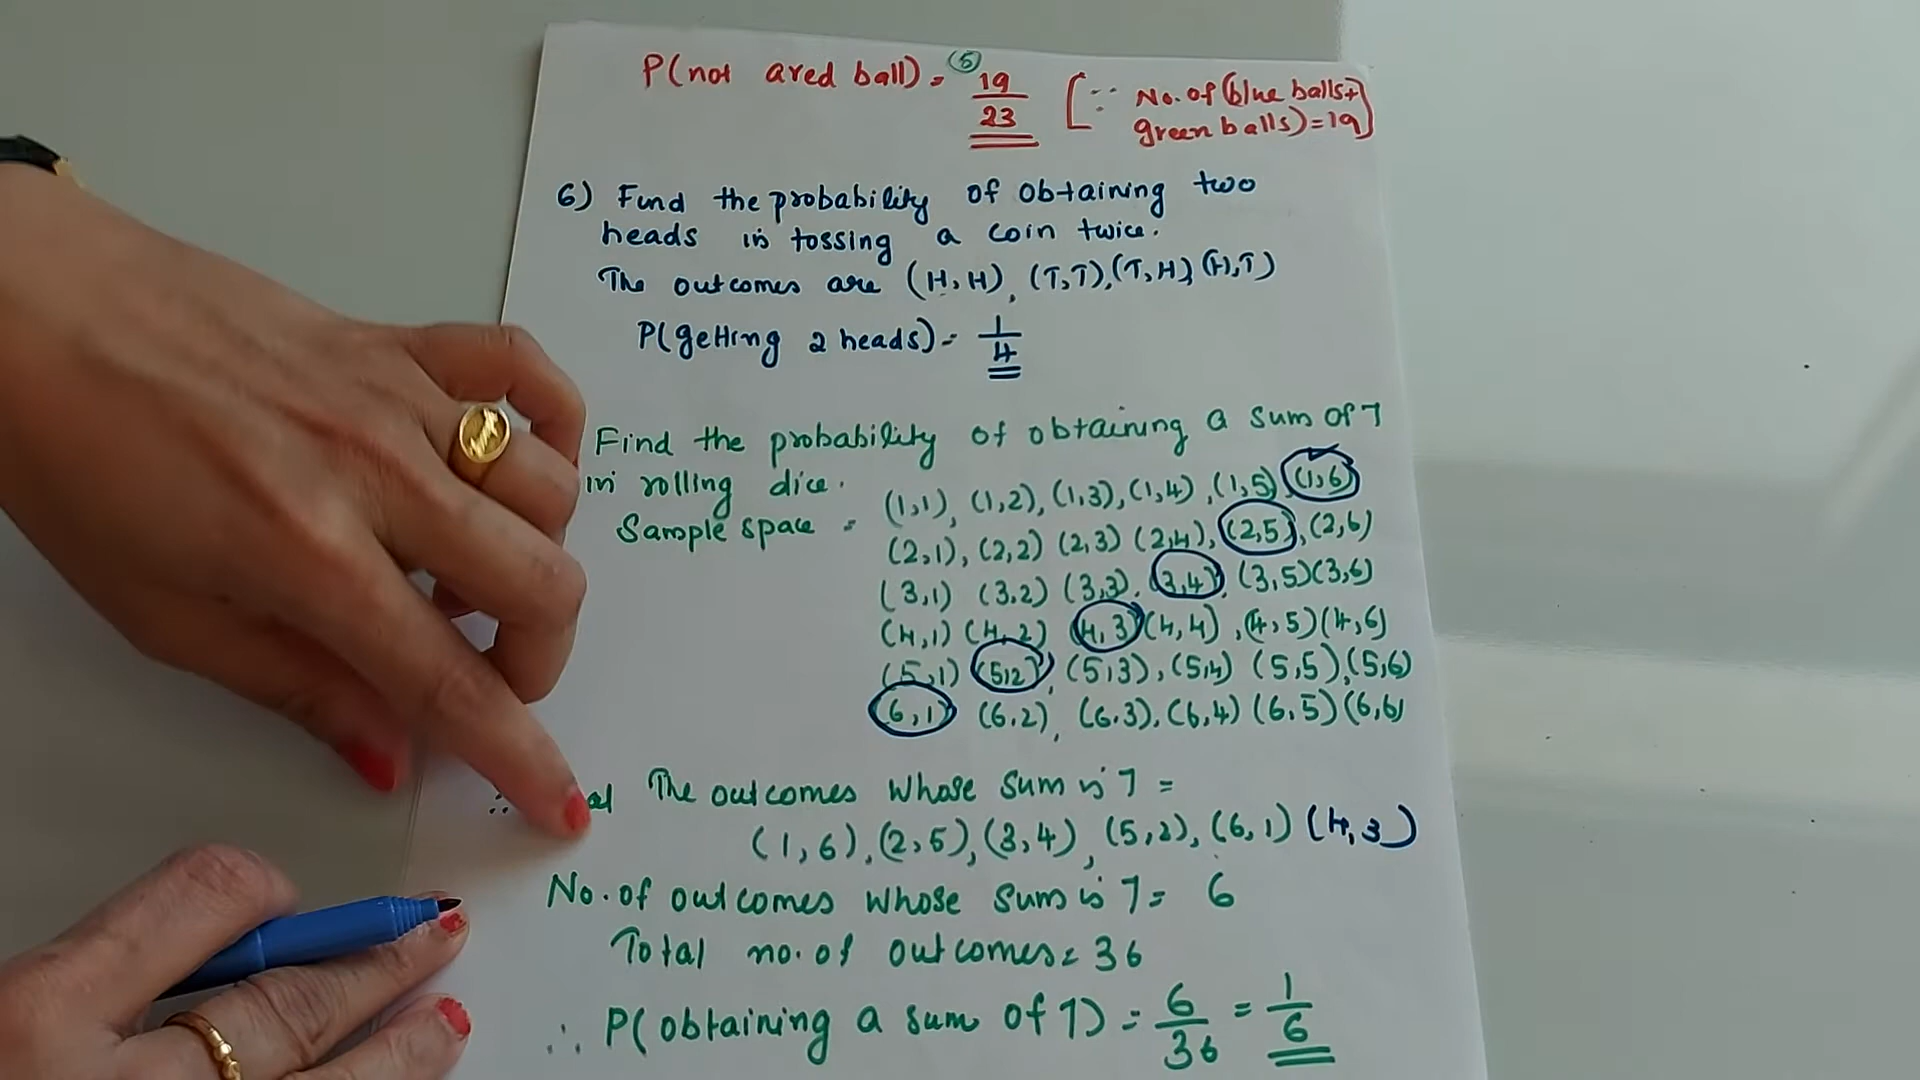 (5)
P(not a red ball) = 19/23 [∵ No. of (blue balls + green balls) = 19]
6) Find the probability of obtaining two
heads in tossing a coin twice.
The outcomes are (H,H), (T,T), (T,H), (H,T)
P(getting 2 heads) = 1/4
Find the probability of obtaining a sum of 7
in rolling dice.
Sample space = (1,1), (1,2), (1,3), (1,4), (1,5), (1,6)
(2,1), (2,2) (2,3) (2,4), (2,5), (2,6)
(3,1) (3,2) (3,3), (3,4), (3,5) (3,6)
(4,1) (4,2) (4,3) (4,4), (4,5) (4,6)
(5,1) (5,2), (5,3), (5,4) (5,5), (5,6)
(6,1) (6,2), (6,3), (6,4) (6,5) (6,6)
∴ The outcomes whose sum is 7 =
(1,6), (2,5), (3,4), (5,2), (6,1) (4,3)
No. of outcomes whose sum is 7 = 6
Total no. of outcomes = 36
∴ P(obtaining a sum of 7) = 6/36 = 1/6